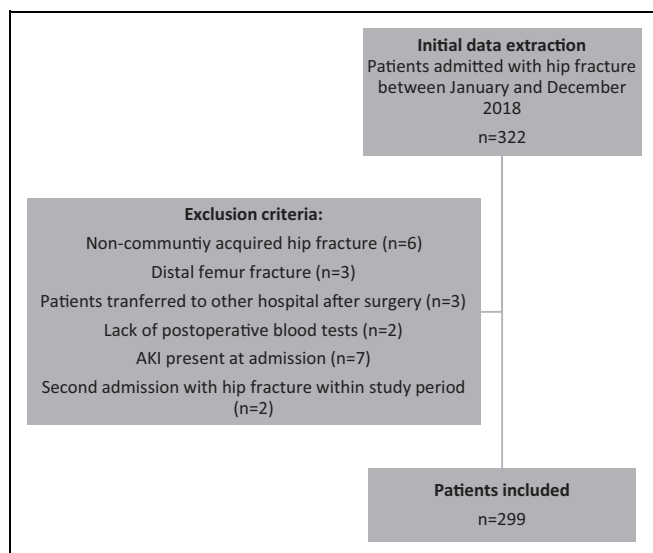 Initial data extraction
Patients admitted with hip fracture
between January and December
2018
n=322
Exclusion criteria:
Non-communtiy acquired hip fracture (n=6)
Distal femur fracture (n=3)
Patients tranferred to other hospital after surgery (n=3)
Lack of postoperative blood tests (n=2)
AKI present at admission (n=7)
Second admission with hip fracture within study period
(n=2)
Patients included
n=299